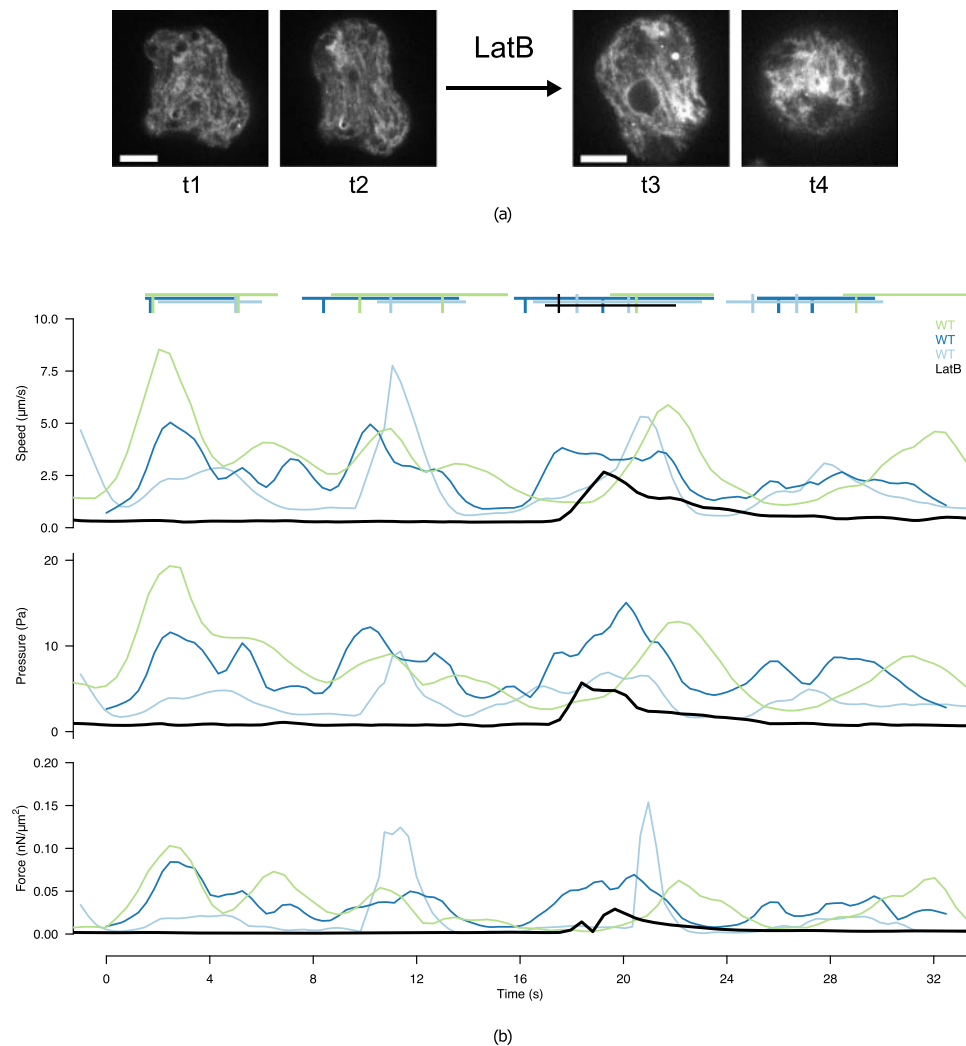 LatB
t1 t2 t3 t4
(a)
WT
WT
WT
LatB
Speed (μm/s)
10.0
7.5
5.0
2.5
0.0
Pressure (Pa)
20
10
0
Force (nN/μm²)
0.20
0.15
0.10
0.05
0.00
0 4 8 12 16 20 24 28 32
Time (s)
(b)